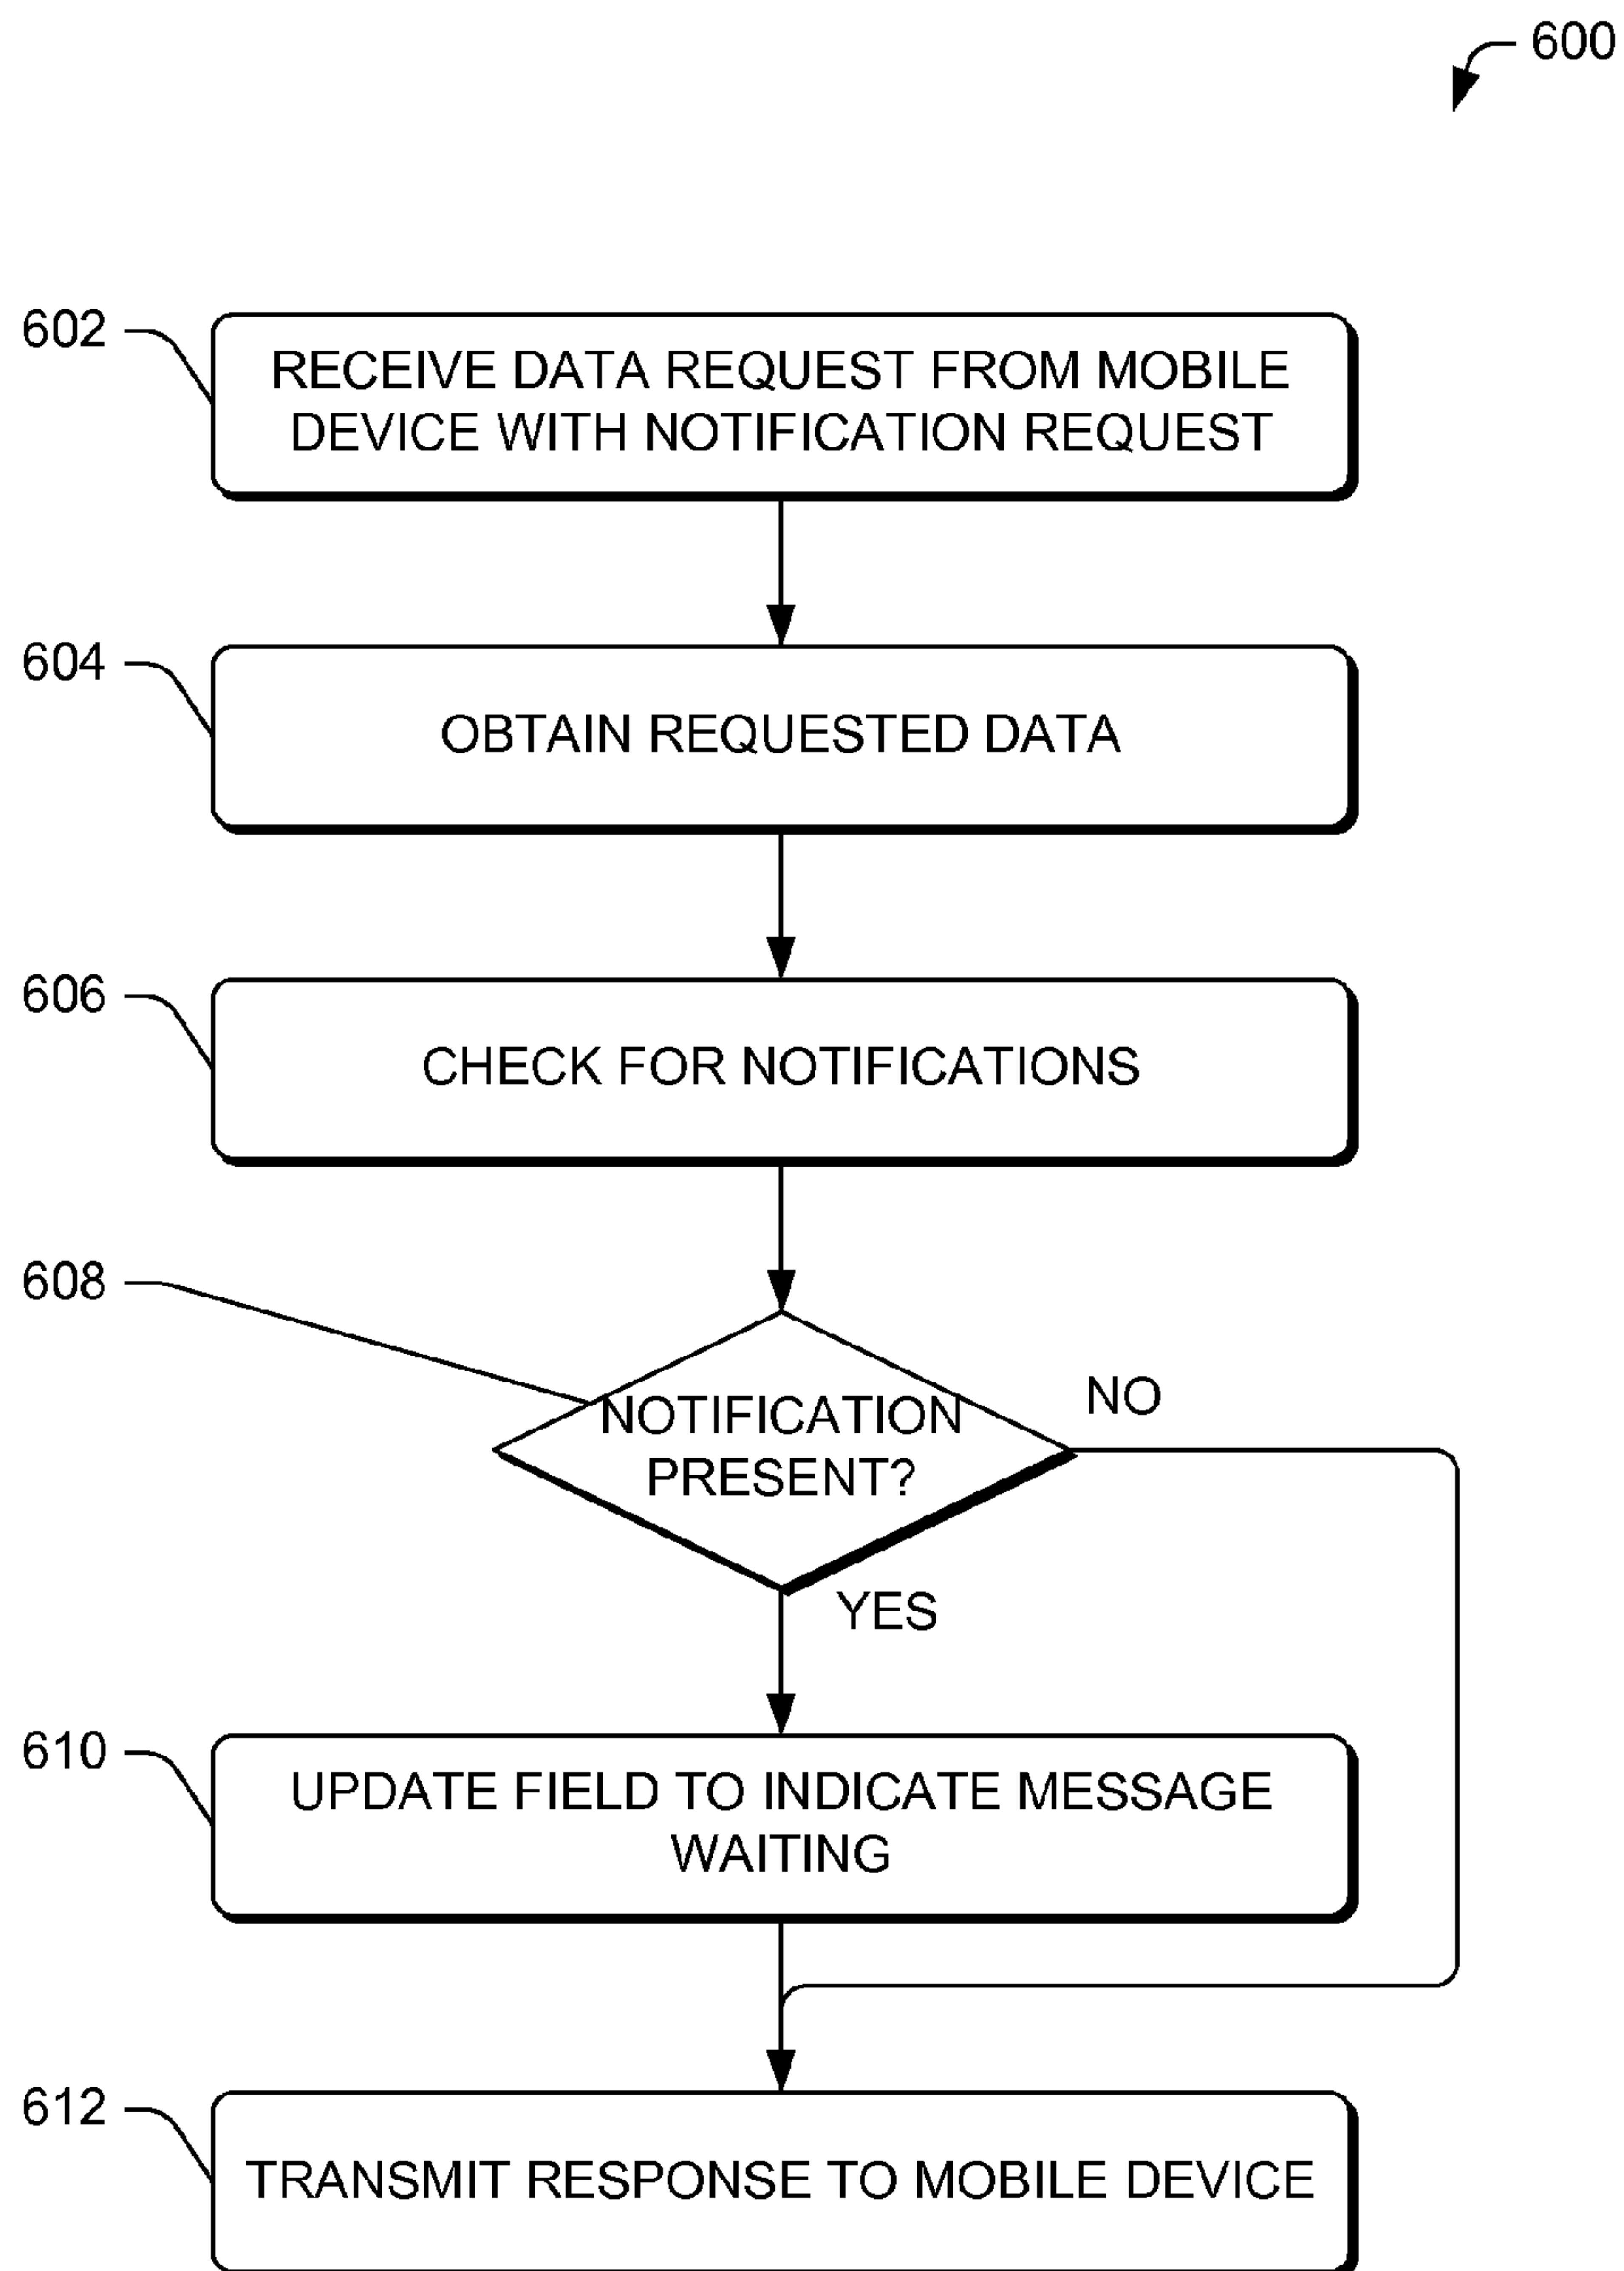 600
602
RECEIVE DATA REQUEST FROM MOBILE
DEVICE WITH NOTIFICATION REQUEST
604
OBTAIN REQUESTED DATA
606
CHECK FOR NOTIFICATIONS
608
NOTIFICATION
PRESENT?
NO
YES
610
UPDATE FIELD TO INDICATE MESSAGE
WAITING
612
TRANSMIT RESPONSE TO MOBILE DEVICE